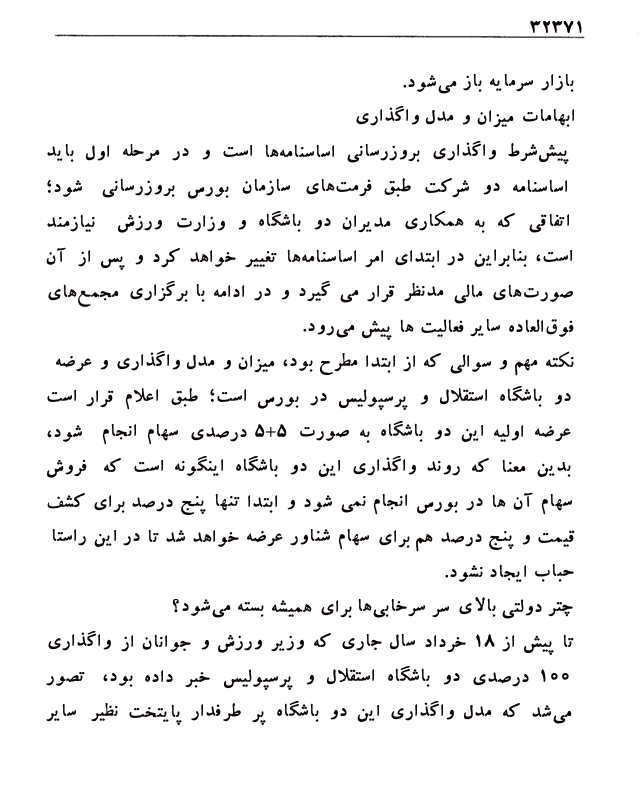 ۳۲۳۷۱
بازار سرمایه باز می‌شود.
ابهامات میزان و مدل واگذاری
پیش‌شرط واگذاری بروزرسانی اساسنامه‌ها است و در مرحله اول باید
اساسنامه دو شرکت طبق فرمت‌های سازمان بورس بروزرسانی شود؛
اتفاقی که به همکاری مدیران دو باشگاه و وزارت ورزش نیازمند
است، بنابراین در ابتدای امر اساسنامه‌ها تغییر خواهد کرد و پس از آن
صورت‌های مالی مدنظر قرار می گیرد و در ادامه با برگزاری مجمع‌های
فوق‌العاده سایر فعالیت ها پیش می‌رود.
نکته مهم و سوالی که از ابتدا مطرح بود، میزان و مدل واگذاری و عرضه
دو باشگاه استقلال و پرسپولیس در بورس است؛ طبق اعلام قرار است
عرضه اولیه این دو باشگاه به صورت ۵+۵ درصدی سهام انجام شود،
بدین معنا که روند واگذاری این دو باشگاه اینگونه است که فروش
سهام آن ها در بورس انجام نمی شود و ابتدا تنها پنج درصد برای کشف
قیمت و پنج درصد هم برای سهام شناور عرضه خواهد شد تا در این راستا
حباب ایجاد نشود.
چتر دولتی بالای سر سرخابی‌ها برای همیشه بسته می‌شود؟
تا پیش از ۱۸ خرداد سال جاری که وزیر ورزش و جوانان از واگذاری
۱۰۰ درصدی دو باشگاه استقلال و پرسپولیس خبر داده بود، تصور
می‌شد که مدل واگذاری این دو باشگاه پر طرفدار پایتخت نظیر سایر